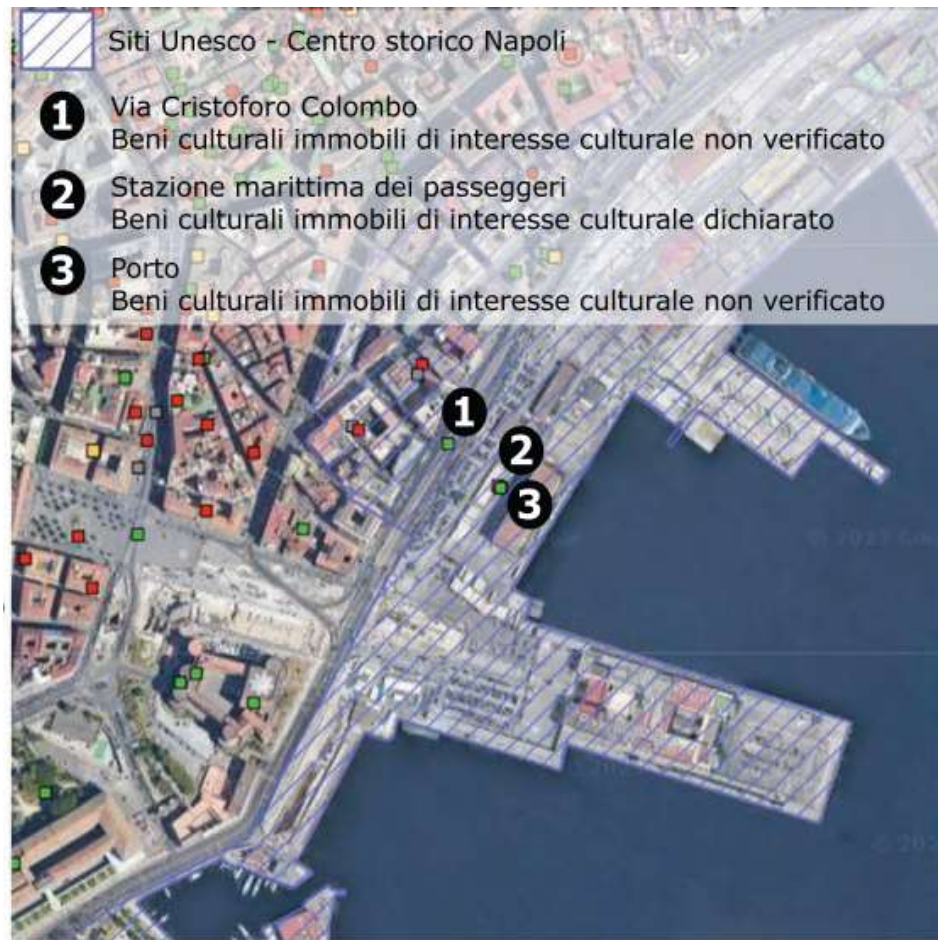 Siti Unesco - Centro storico Napoli
1 Via Cristoforo Colombo
Beni culturali immobili di interesse culturale non verificato
2 Stazione marittima dei passeggeri
Beni culturali immobili di interesse culturale dichiarato
3 Porto
Beni culturali immobili di interesse culturale non verificato
1
2
3